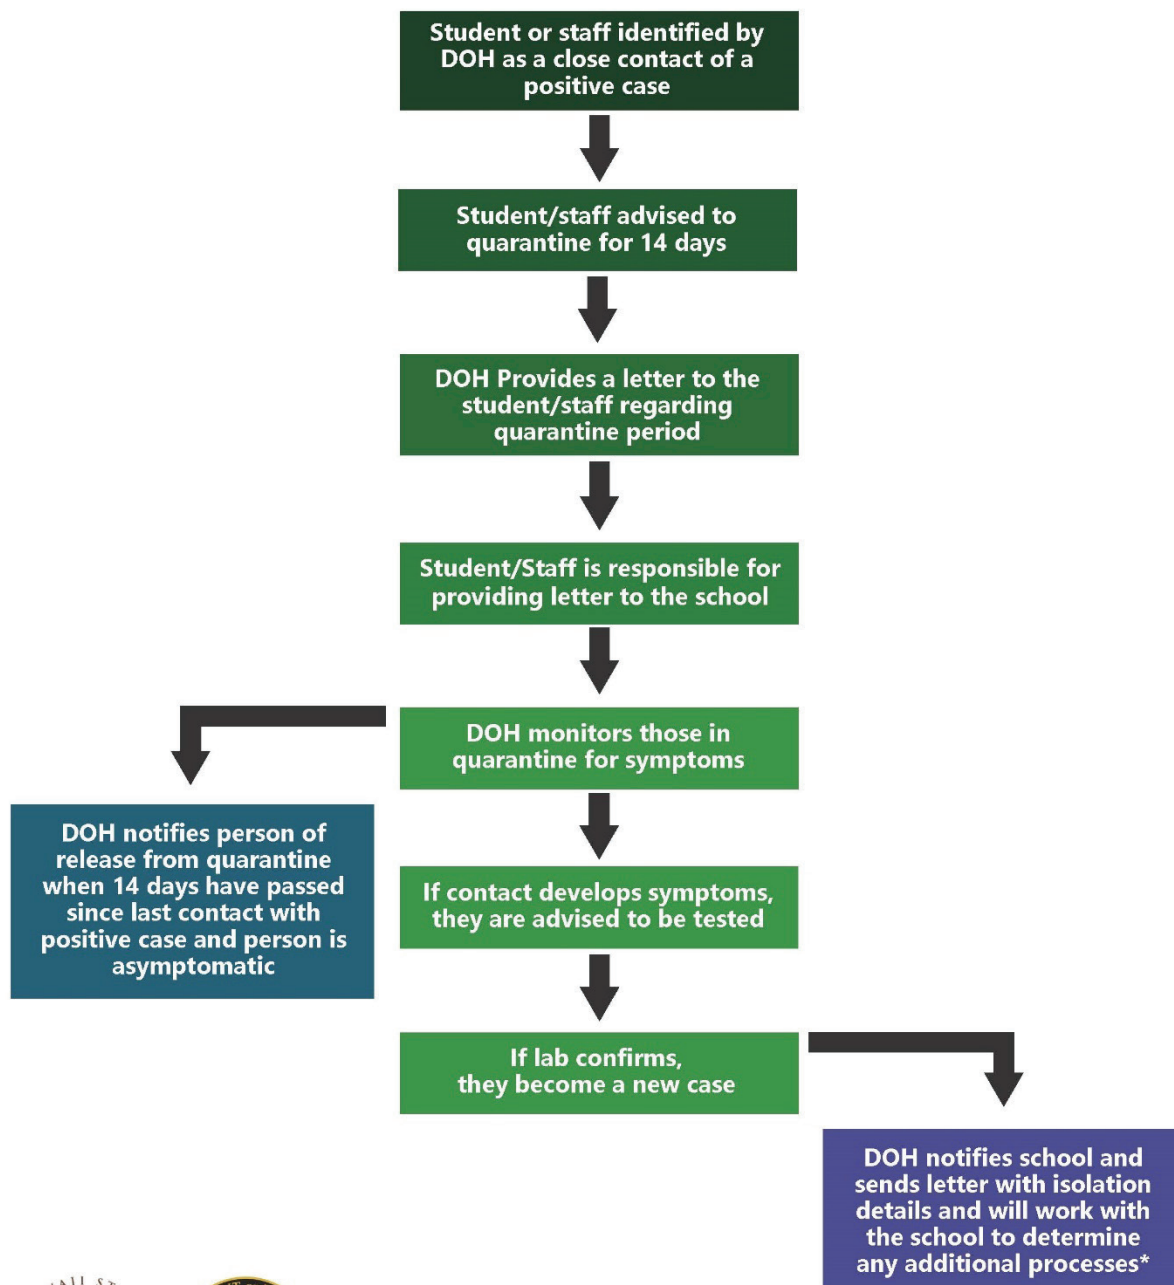 Student or staff identified by
DOH as a close contact of a
positive case
Student/staff advised to
quarantine for 14 days
DOH Provides a letter to the
student/staff regarding
quarantine period
Student/Staff is responsible for
providing letter to the school
DOH monitors those in
quarantine for symptoms
DOH notifies person of
release from quarantine
when 14 days have passed
since last contact with
positive case and person is
asymptomatic
If contact develops symptoms,
they are advised to be tested
If lab confirms,
they become a new case
DOH notifies school and
sends letter with isolation
details and will work with
the school to determine
any additional processes*